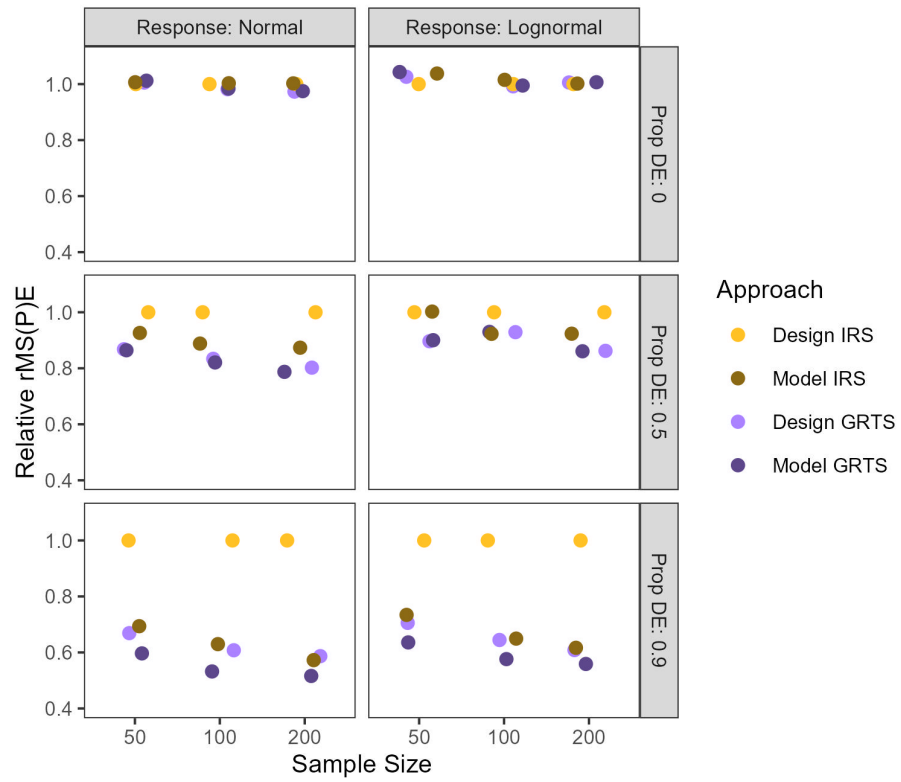 Response: Normal
Response: Lognormal
1.0
0.8
0.6
0.4
Prop DE: 0
1.0
0.8
0.6
0.4
Prop DE: 0.5
1.0
0.8
0.6
0.4
Prop DE: 0.9
Relative rMS(P)E
50
100
200
50
100
200
Sample Size
Approach
Design IRS
Model IRS
Design GRTS
Model GRTS